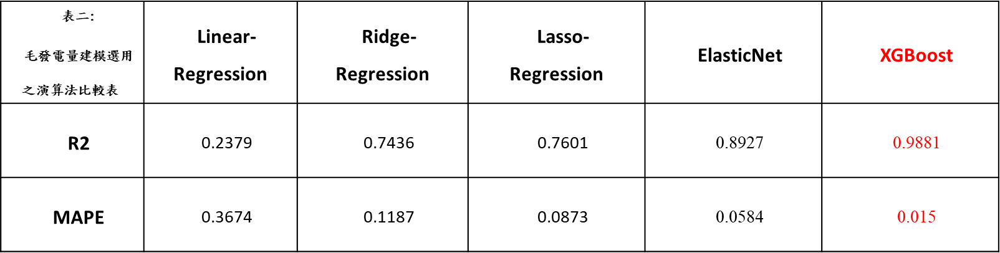 表二:
毛發電量建模選用
之演算法比較表
Linear-
Regression
Ridge-
Regression
Lasso-
Regression
ElasticNet
XGBoost
R2
0.2379
0.7436
0.7601
0.8927
0.9881
MAPE
0.3674
0.1187
0.0873
0.0584
0.015